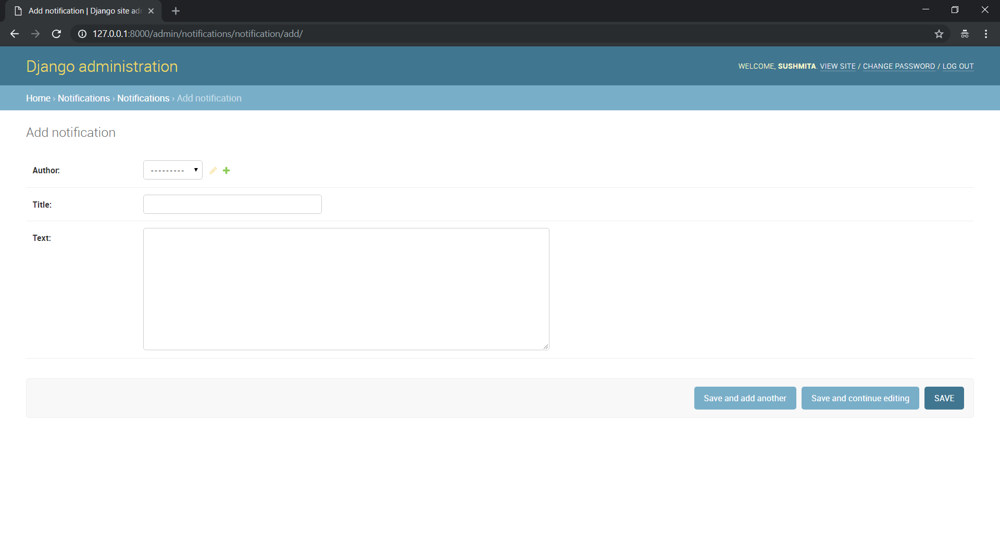 Add notification | Django site adm
127.0.0.1:8000/admin/notifications/notification/add/
Django administration
WELCOME, SUSHMITA. VIEW SITE / CHANGE PASSWORD / LOG OUT
Home › Notifications › Notifications › Add notification
Add notification
Author: ---------
Title:
Text:
Save and add another Save and continue editing SAVE